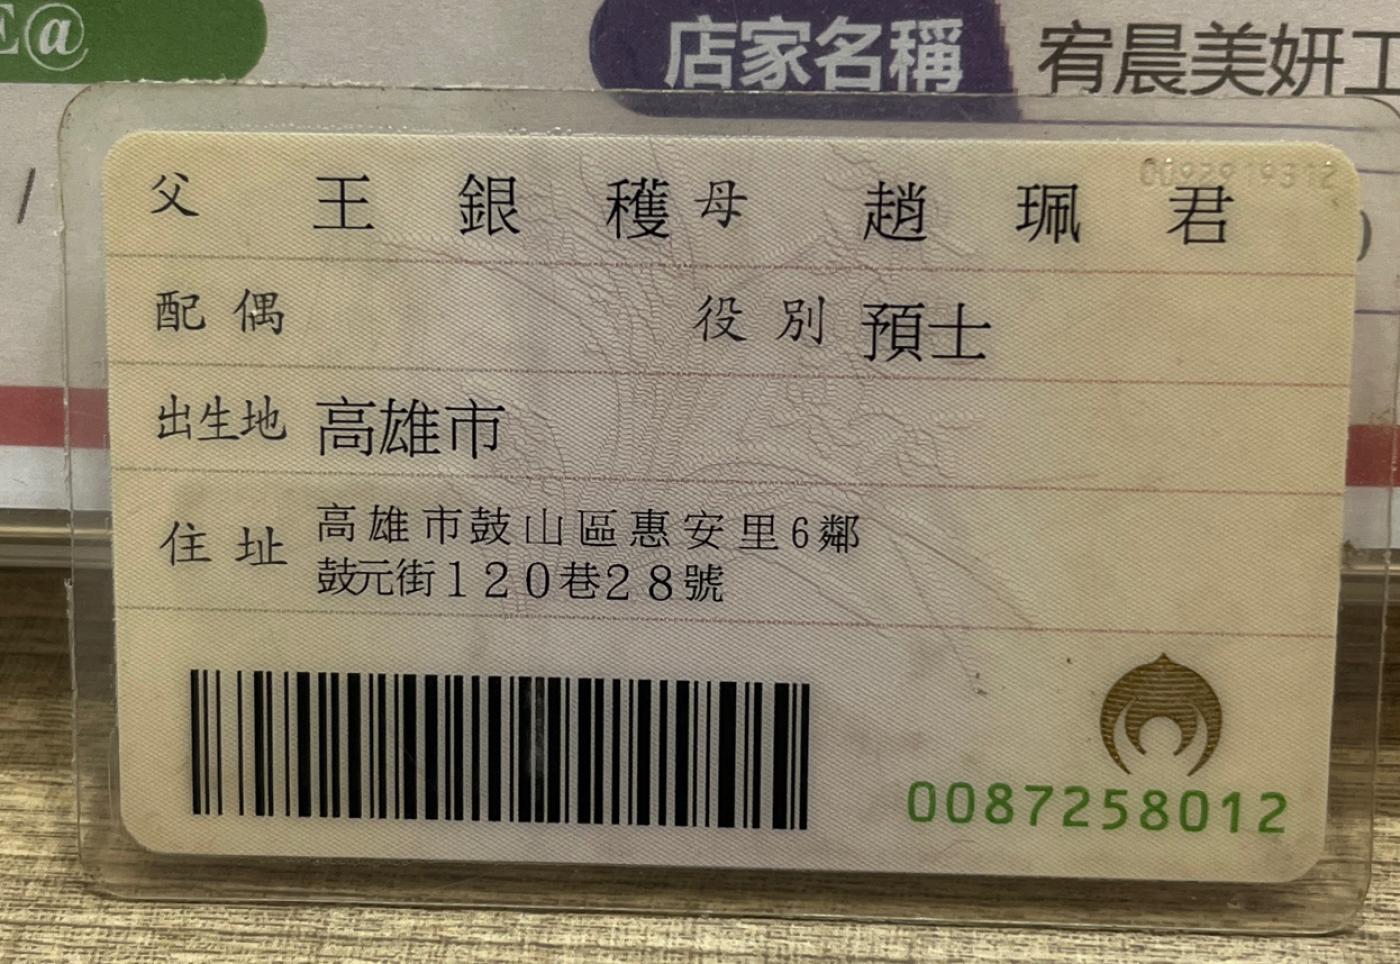 E@
店家名稱 宥晨美妍工
/
0092919312
父 王銀穫 母 趙珮君
配偶 役別 預士
出生地 高雄市
住址 高雄市鼓山區惠安里6鄰
鼓元街120巷28號
0087258012